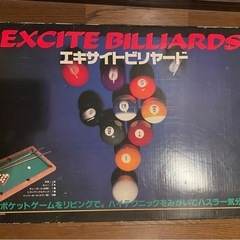 EXCITE BILLIARDS
エキサイトビリヤード
ポケットゲームをリビングで。ハイテクニックをみがいてハスラー気分